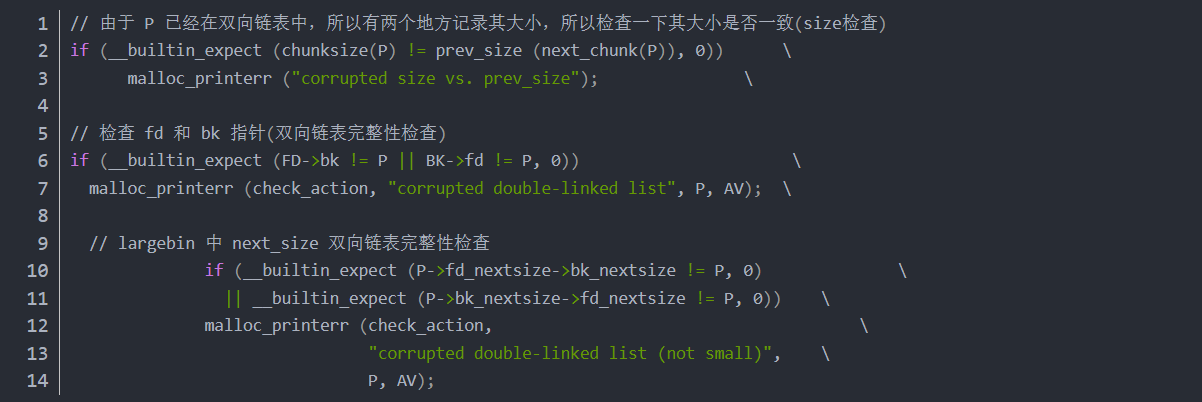 1 // 由于 P 已经在双向链表中，所以有两个地方记录其大小，所以检查一下其大小是否一致(size检查)
2 if (__builtin_expect (chunksize(P) != prev_size (next_chunk(P)), 0))      \
3       malloc_printerr ("corrupted size vs. prev_size");               \
4
5 // 检查 fd 和 bk 指针(双向链表完整性检查)
6 if (__builtin_expect (FD->bk != P || BK->fd != P, 0))                      \
7   malloc_printerr (check_action, "corrupted double-linked list", P, AV);  \
8
9   // largebin 中 next_size 双向链表完整性检查
10               if (__builtin_expect (P->fd_nextsize->bk_nextsize != P, 0)              \
11                 || __builtin_expect (P->bk_nextsize->fd_nextsize != P, 0))    \
12               malloc_printerr (check_action,                                      \
13                                "corrupted double-linked list (not small)",    \
14                                P, AV);